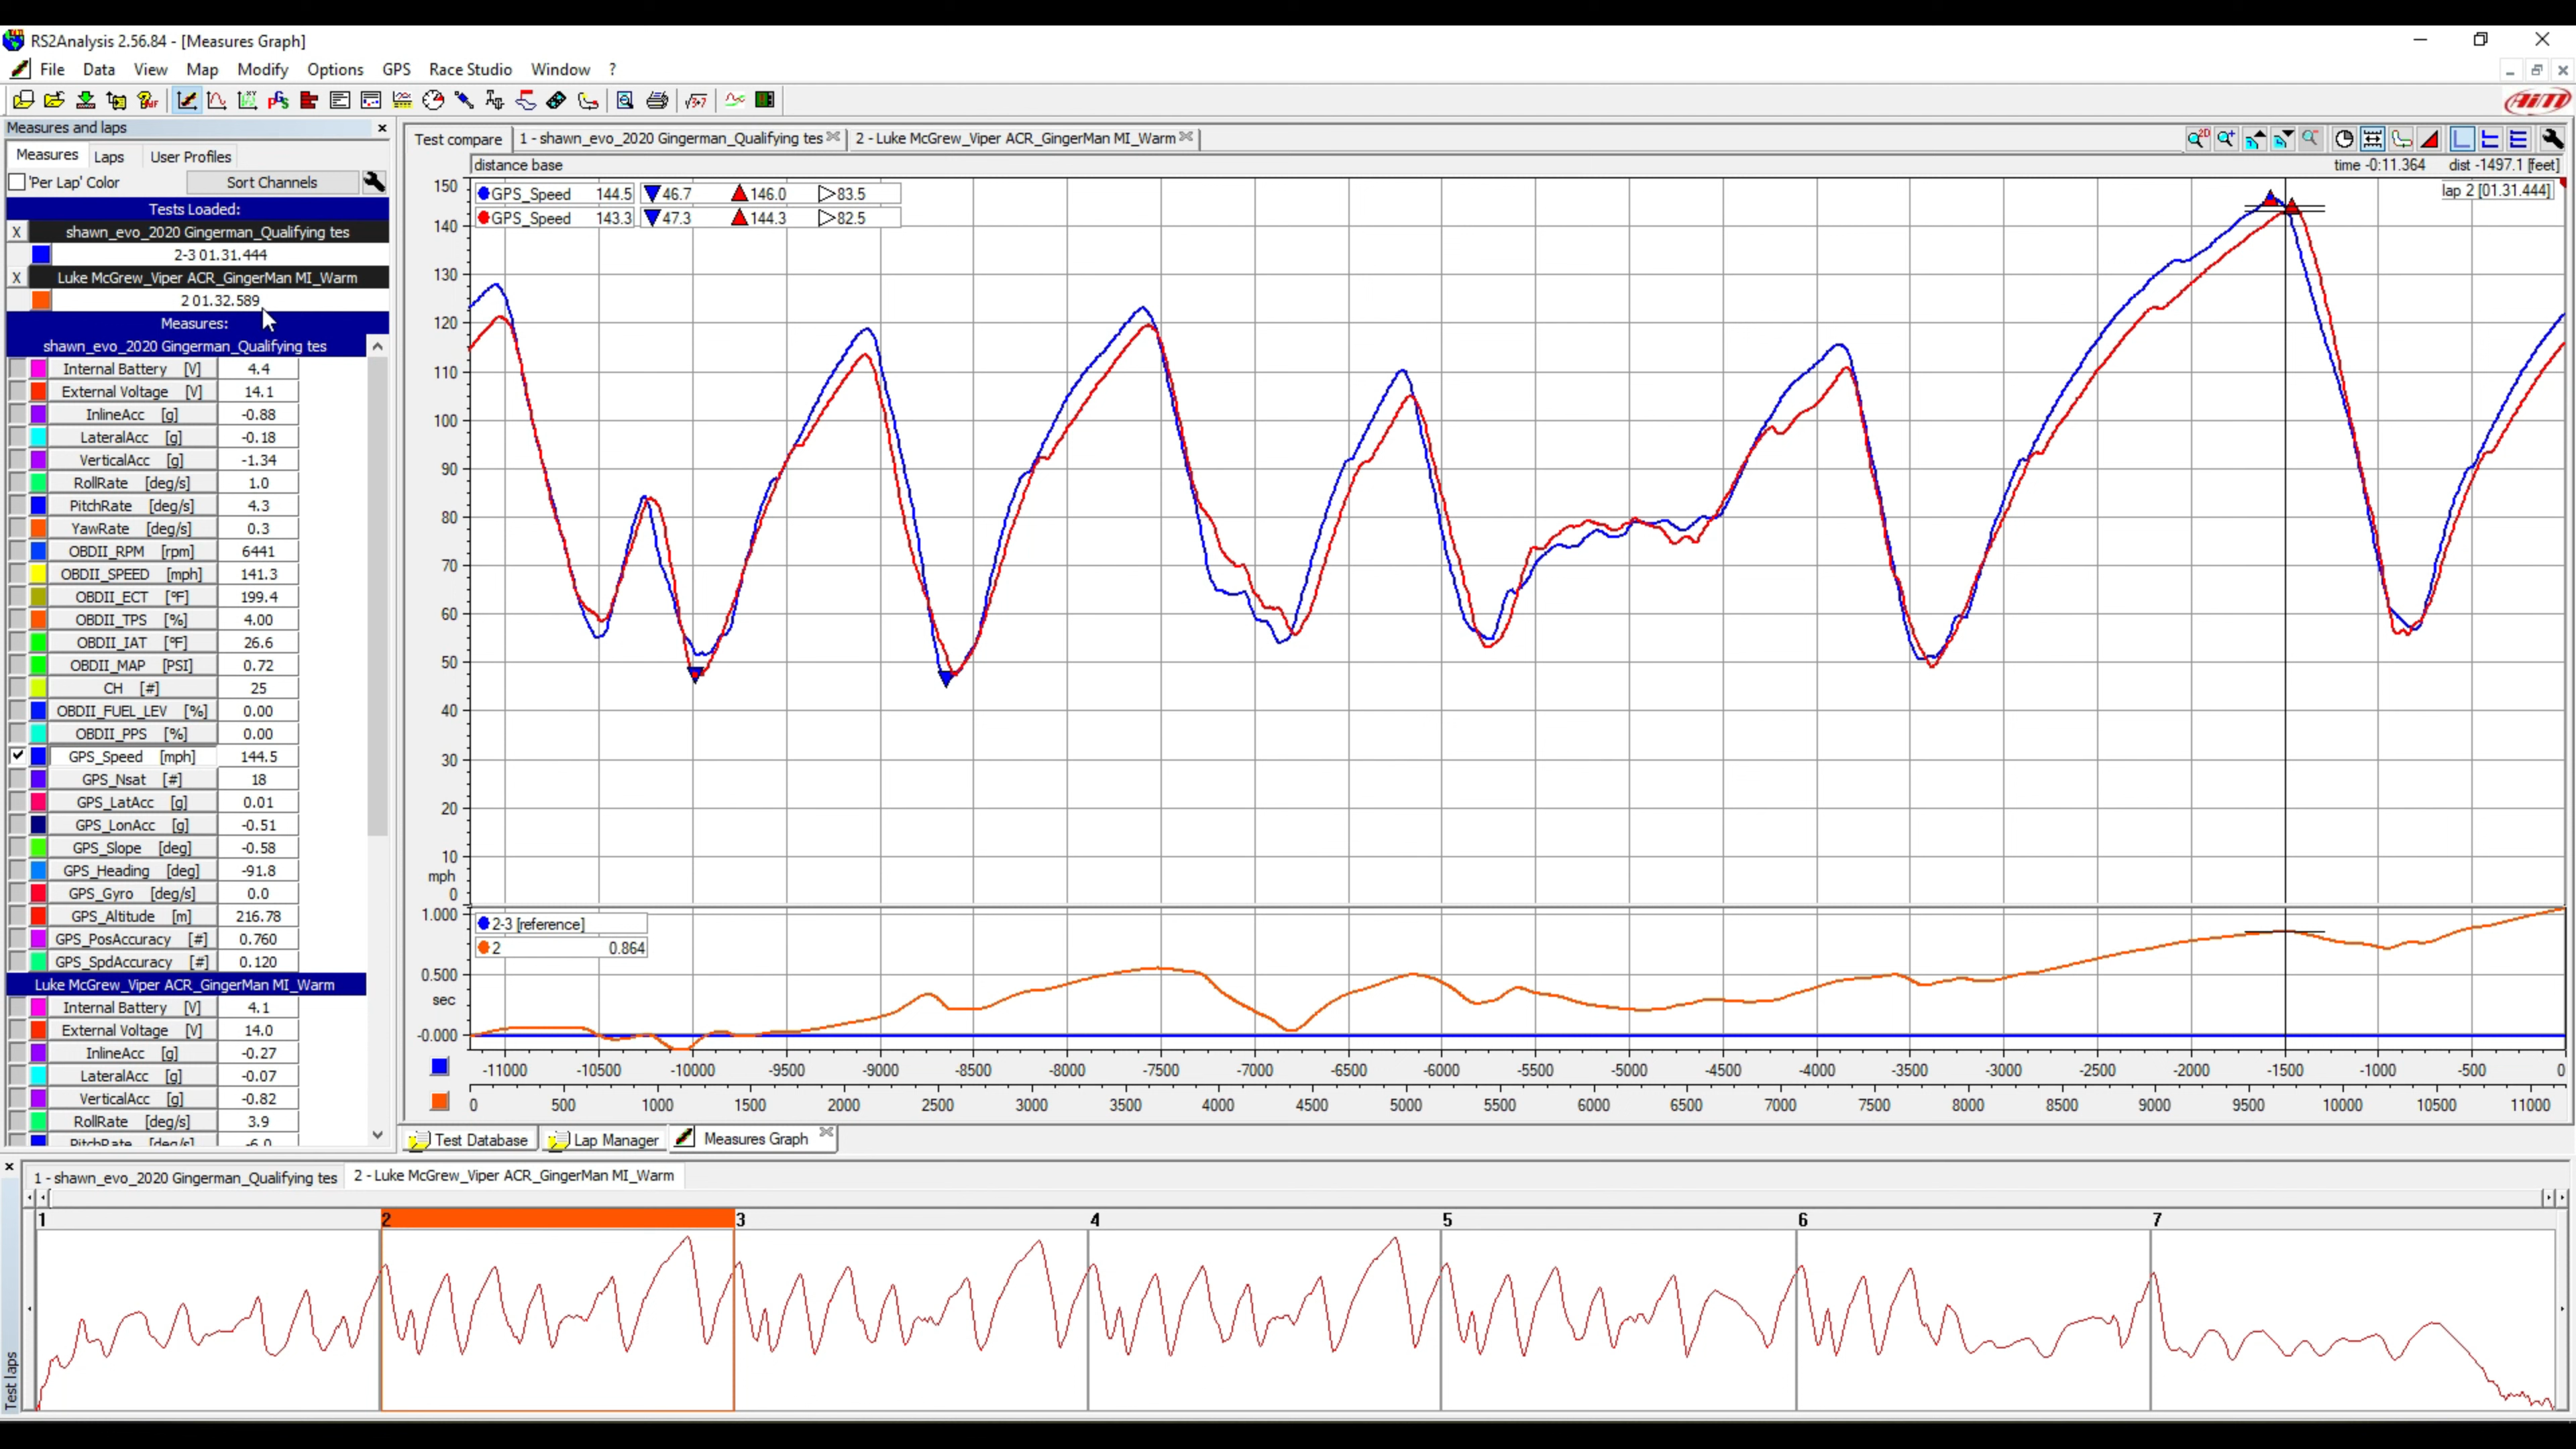 RS2Analysis 2.56.84 - [Measures Graph]
File Data View Map Modify Options GPS Race Studio Window ?
AiM
Measures and laps
Measures Laps User Profiles
'Per Lap' Color Sort Channels
Tests Loaded:
X shawn_evo_2020 Gingerman_Qualifying tes
2-3 01.31.444
X Luke McGrew_Viper ACR_GingerMan MI_Warm
2 01.32.589
Measures:
shawn_evo_2020 Gingerman_Qualifying tes
Internal Battery [V] 4.4
External Voltage [V] 14.1
InlineAcc [g] -0.88
LateralAcc [g] -0.18
VerticalAcc [g] -1.34
RollRate [deg/s] 1.0
PitchRate [deg/s] 4.3
YawRate [deg/s] 0.3
OBDII_RPM [rpm] 6441
OBDII_SPEED [mph] 141.3
OBDII_ECT [ºF] 199.4
OBDII_TPS [%] 4.00
OBDII_IAT [ºF] 26.6
OBDII_MAP [PSI] 0.72
CH [#] 25
OBDII_FUEL_LEV [%] 0.00
OBDII_PPS [%] 0.00
GPS_Speed [mph] 144.5
GPS_Nsat [#] 18
GPS_LatAcc [g] 0.01
GPS_LonAcc [g] -0.51
GPS_Slope [deg] -0.58
GPS_Heading [deg] -91.8
GPS_Gyro [deg/s] 0.0
GPS_Altitude [m] 216.78
GPS_PosAccuracy [#] 0.760
GPS_SpdAccuracy [#] 0.120
Luke McGrew_Viper ACR_GingerMan MI_Warm
Internal Battery [V] 4.1
External Voltage [V] 14.0
InlineAcc [g] -0.27
LateralAcc [g] -0.07
VerticalAcc [g] -0.82
RollRate [deg/s] 3.9
PitchRate [deg/s] -6.0
Test compare 1 - shawn_evo_2020 Gingerman_Qualifying tes 2 - Luke McGrew_Viper ACR_GingerMan MI_Warm
distance base time -0:11.364 dist -1497.1 [feet]
lap 2 [01.31.444]
GPS_Speed 144.5 46.7 146.0 83.5
GPS_Speed 143.3 47.3 144.3 82.5
150
140
130
120
110
100
90
80
70
60
50
40
30
20
10
mph
0
1.000
0.500
sec
-0.000
2-3 [reference]
2 0.864
-11000 -10500 -10000 -9500 -9000 -8500 -8000 -7500 -7000 -6500 -6000 -5500 -5000 -4500 -4000 -3500 -3000 -2500 -2000 -1500 -1000 -500 0
0 500 1000 1500 2000 2500 3000 3500 4000 4500 5000 5500 6000 6500 7000 7500 8000 8500 9000 9500 10000 10500 11000
Test Database Lap Manager Measures Graph
1 - shawn_evo_2020 Gingerman_Qualifying tes 2 - Luke McGrew_Viper ACR_GingerMan MI_Warm
1 2 3 4 5 6 7
Test laps